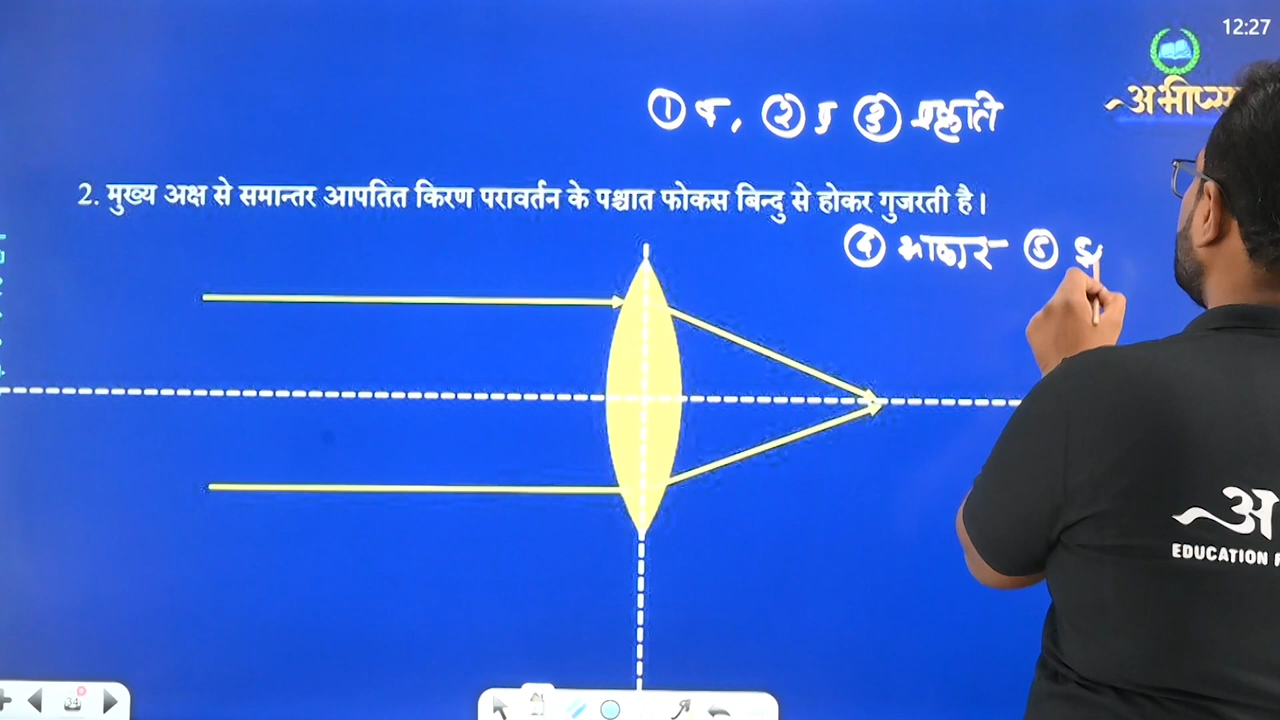 12:27
① व, ② प्र ③ प्रकृति
2. मुख्य अक्ष से समान्तर आपतित किरण परावर्तन के पश्चात फोकस बिन्दु से होकर गुजरती है।
④ आकार ⑤
34
EDUCATION